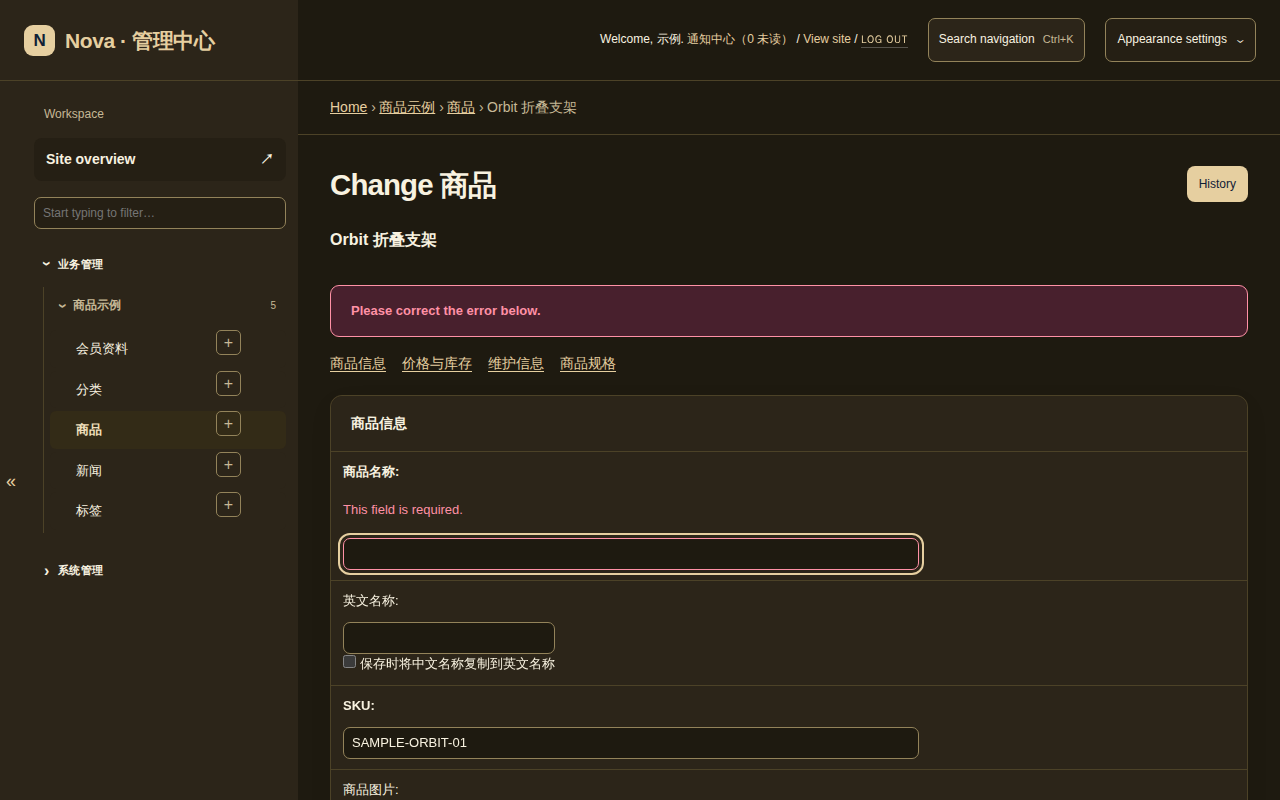 N Nova · 管理中心
Welcome, 示例. 通知中心（0 未读） / View site / LOG OUT
Search navigation Ctrl+K
Appearance settings
Workspace
Site overview ↗
Start typing to filter…
业务管理
商品示例 5
会员资料 +
分类 +
商品 +
新闻 +
标签 +
系统管理
«
Home › 商品示例 › 商品 › Orbit 折叠支架
Change 商品
History
Orbit 折叠支架
Please correct the error below.
商品信息 价格与库存 维护信息 商品规格
商品信息
商品名称:
This field is required.
英文名称:
保存时将中文名称复制到英文名称
SKU:
SAMPLE-ORBIT-01
商品图片: